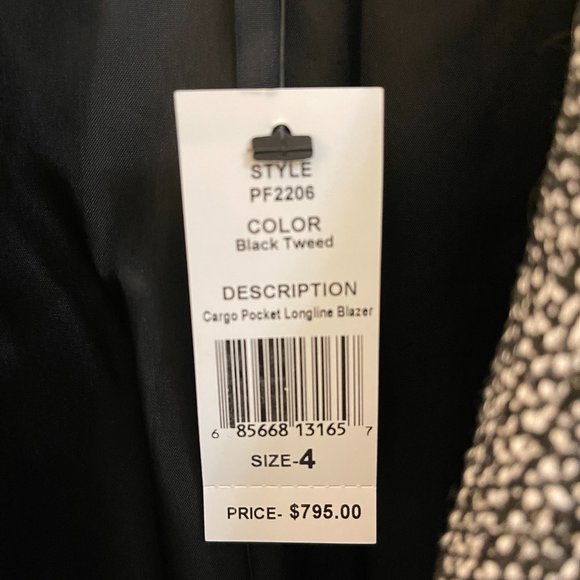 STYLE
PF2206
COLOR
Black Tweed
DESCRIPTION
Cargo Pocket Longline Blazer
6 85668 13165 7
SIZE-4
PRICE- $795.00